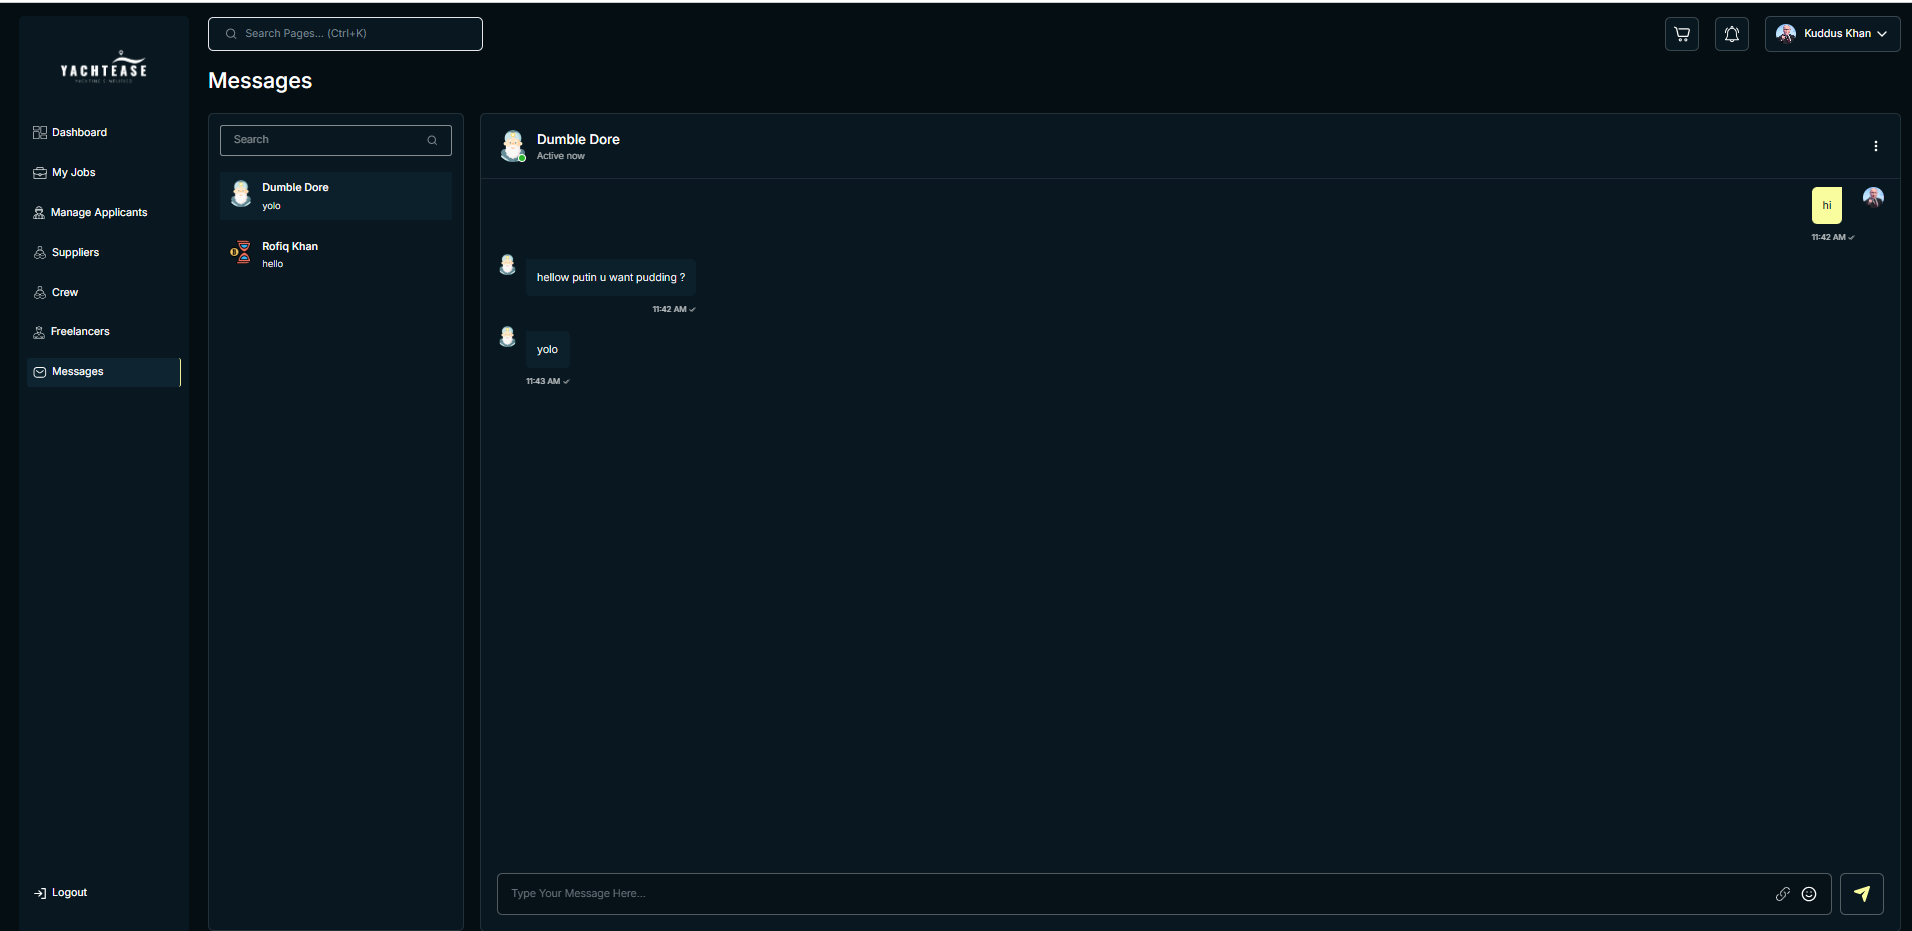 YACHTEASE
Dashboard
My Jobs
Manage Applicants
Suppliers
Crew
Freelancers
Messages
Logout
Search Pages... (Ctrl+K)
Kuddus Khan
Messages
Search
Dumble Dore
yolo
Rofiq Khan
hello
Dumble Dore
Active now
hi
11:42 AM
hellow putin u want pudding ?
11:42 AM
yolo
11:43 AM
Type Your Message Here...